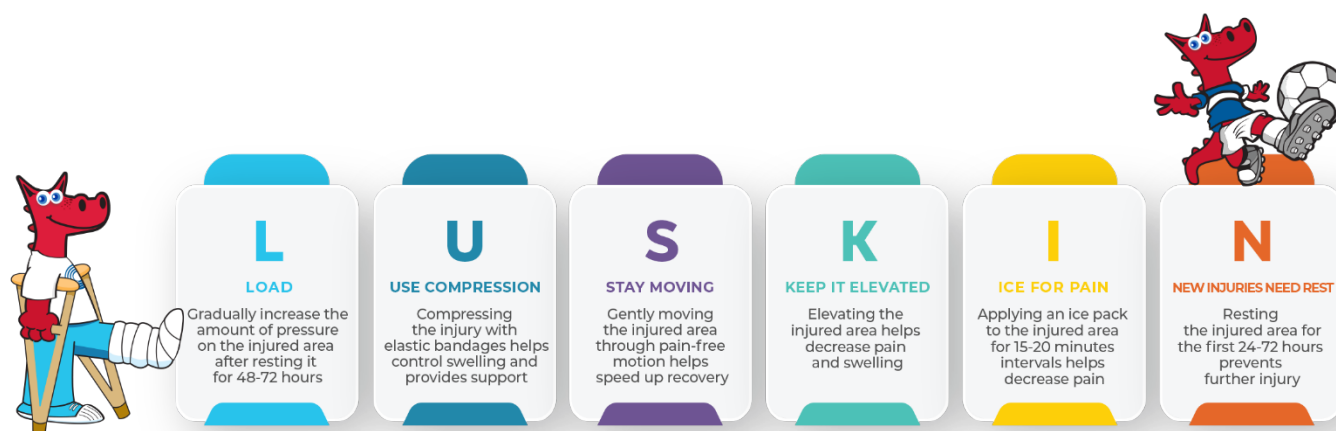 L
LOAD
Gradually increase the
amount of pressure
on the injured area
after resting it
for 48-72 hours
U
USE COMPRESSION
Compressing
the injury with
elastic bandages helps
control swelling and
provides support
S
STAY MOVING
Gently moving
the injured area
through pain-free
motion helps
speed up recovery
K
KEEP IT ELEVATED
Elevating the
injured area helps
decrease pain
and swelling
I
ICE FOR PAIN
Applying an ice pack
to the injured area
for 15-20 minutes
intervals helps
decrease pain
N
NEW INJURIES NEED REST
Resting
the injured area for
the first 24-72 hours
prevents
further injury